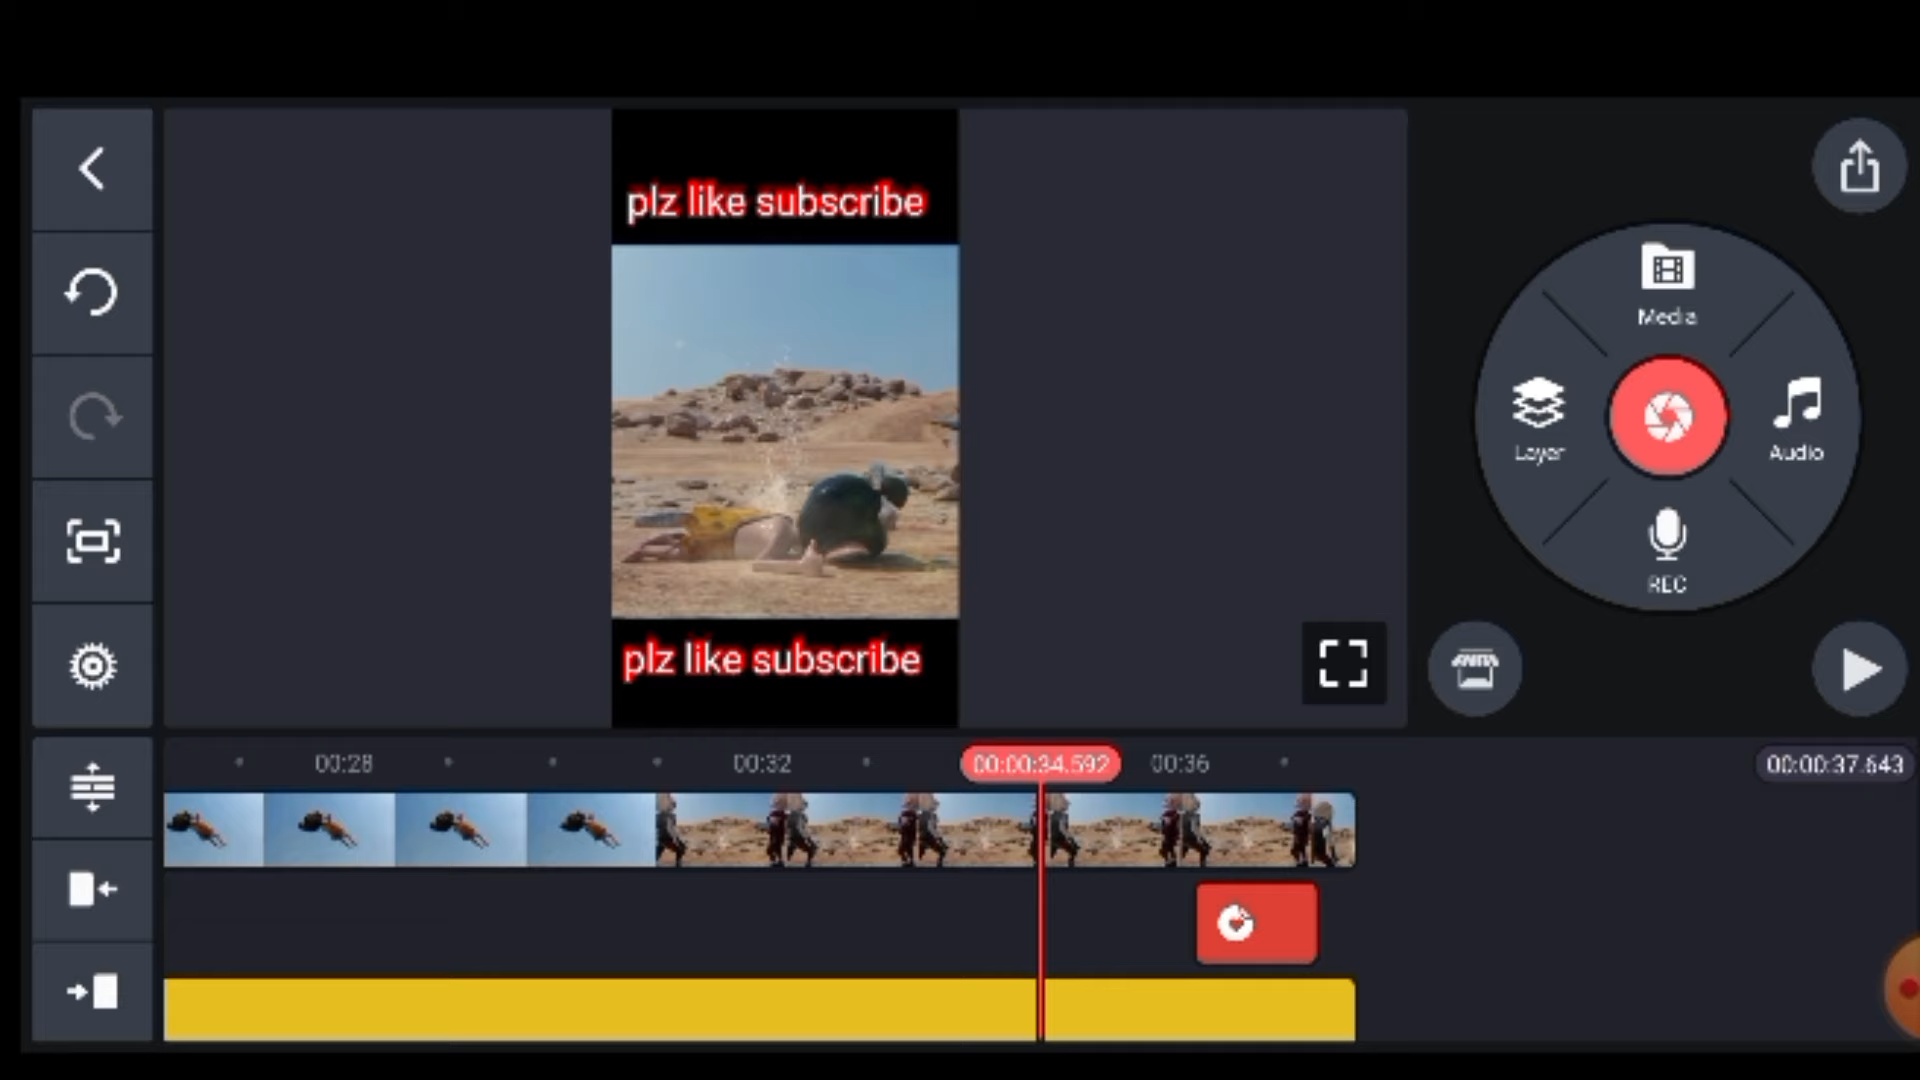 plz like subscribe
Media
Layer
Audio
REC
plz like subscribe
00:28
00:32
00:00:34.592
00:36
00:00:37.643